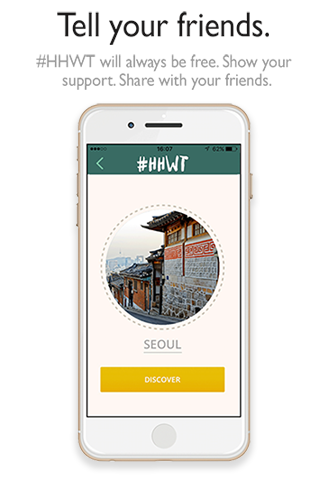 Tell your friends.
#HHWT will always be free. Show your
support. Share with your friends.
16:07
62%
#HHWT
SEOUL
DISCOVER